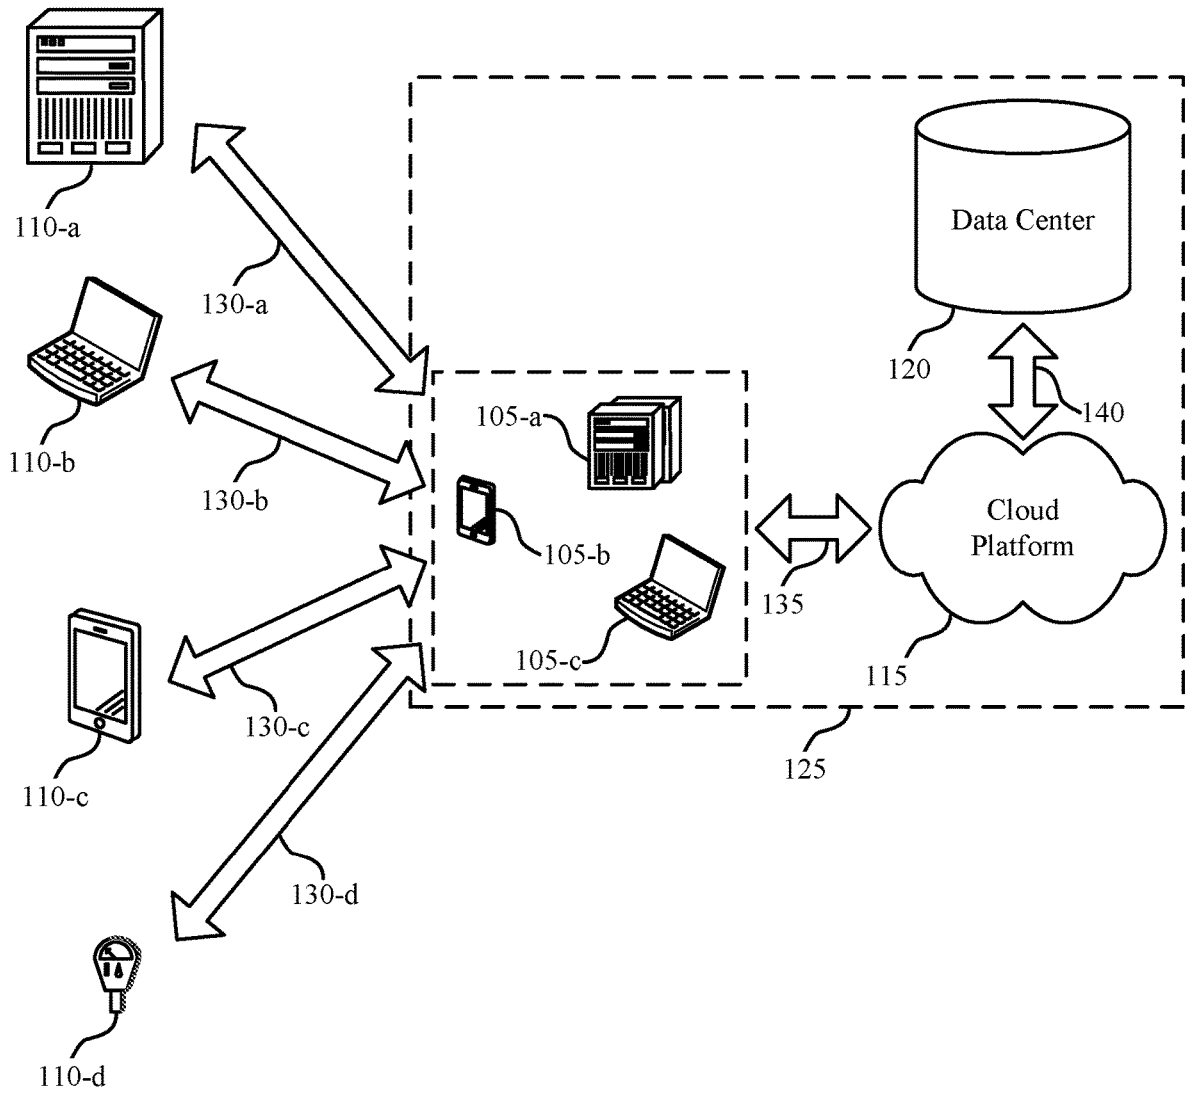 110-a
Data Center
130-a
120
105-a
140
110-b
130-b
Cloud
Platform
105-b
135
105-c
115
130-c
125
110-c
130-d
110-d